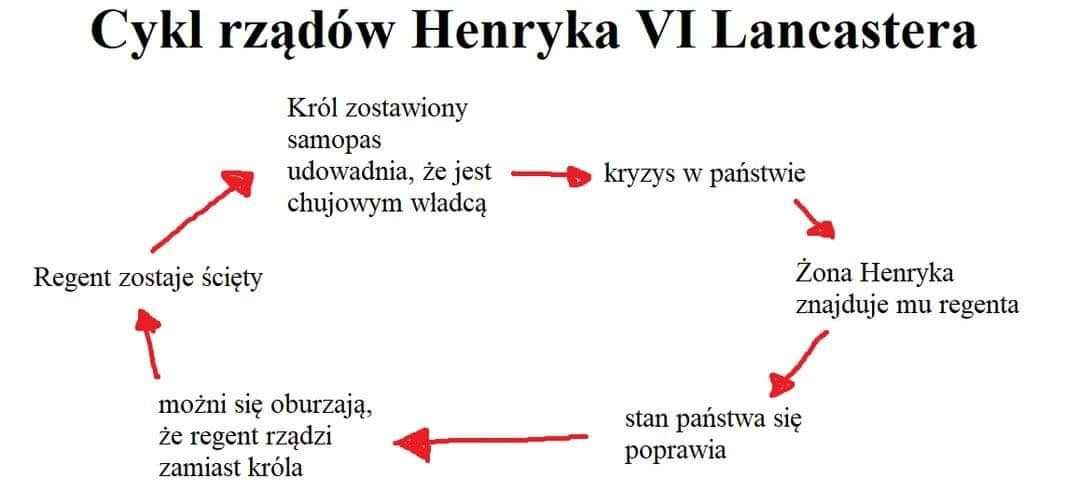 Cykl rządów Henryka VI Lancastera
Król zostawiony
samopas
udowadnia, że jest
chujowym władcą
kryzys w państwie
Żona Henryka
znajduje mu regenta
stan państwa się
poprawia
możni się oburzają,
że regent rządzi
zamiast króla
Regent zostaje ścięty